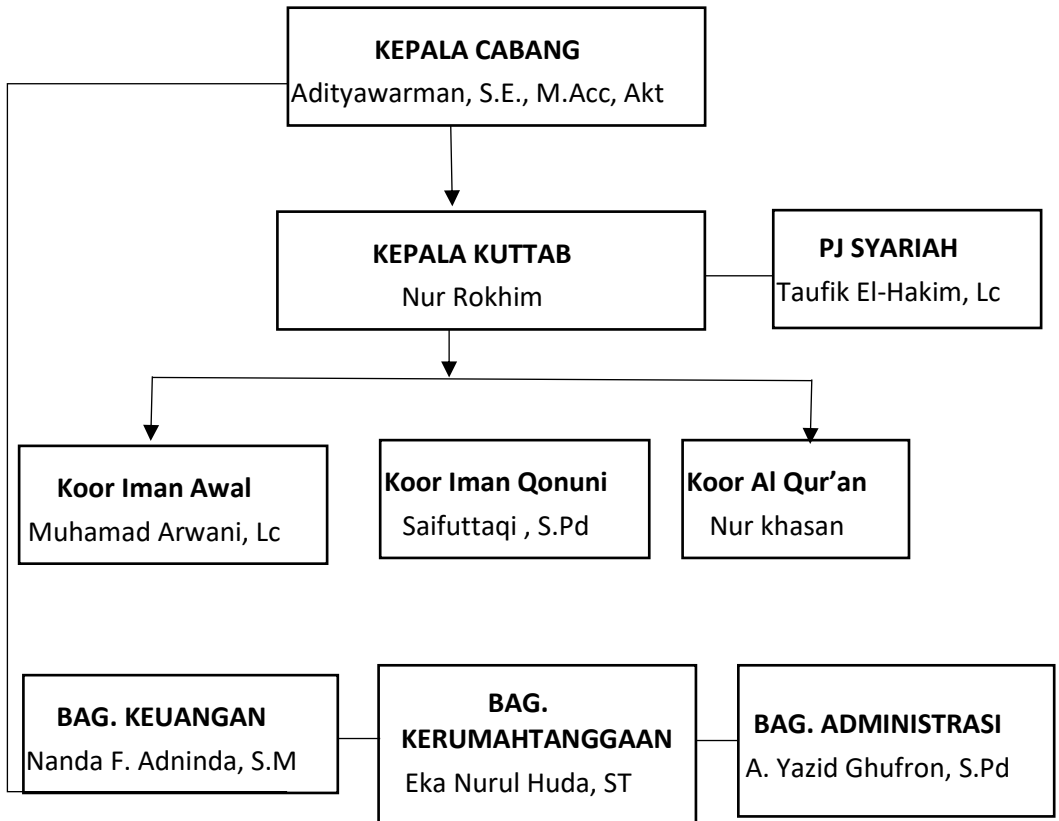 KEPALA CABANG
Adityawarman, S.E., M.Acc, Akt
KEPALA KUTTAB
Nur Rokhim
PJ SYARIAH
Taufik El-Hakim, Lc
Koor Iman Awal
Muhamad Arwani, Lc
Koor Iman Qonuni
Saifuttaqi , S.Pd
Koor Al Qur’an
Nur khasan
BAG. KEUANGAN
Nanda F. Adninda, S.M
BAG.
KERUMAHTANGGAAN
Eka Nurul Huda, ST
BAG. ADMINISTRASI
A. Yazid Ghufron, S.Pd